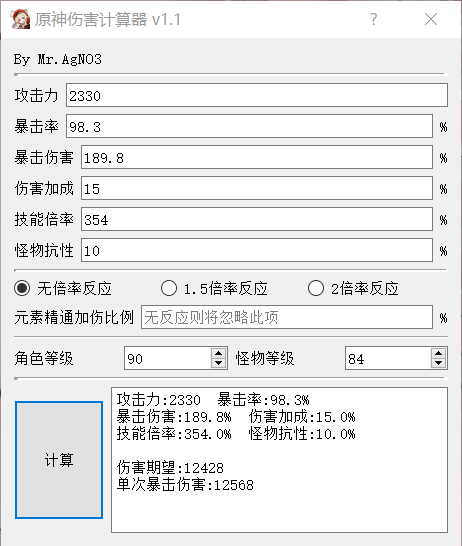 原神伤害计算器 v1.1 ?
By Mr.AgNO3
攻击力 2330
暴击率 98.3 %
暴击伤害 189.8 %
伤害加成 15 %
技能倍率 354 %
怪物抗性 10 %
无倍率反应 1.5倍率反应 2倍率反应
元素精通加伤比例 无反应则将忽略此项 %
角色等级 90 怪物等级 84
计算
攻击力:2330 暴击率:98.3%
暴击伤害:189.8% 伤害加成:15.0%
技能倍率:354.0% 怪物抗性:10.0%
伤害期望:12428
单次暴击伤害:12568